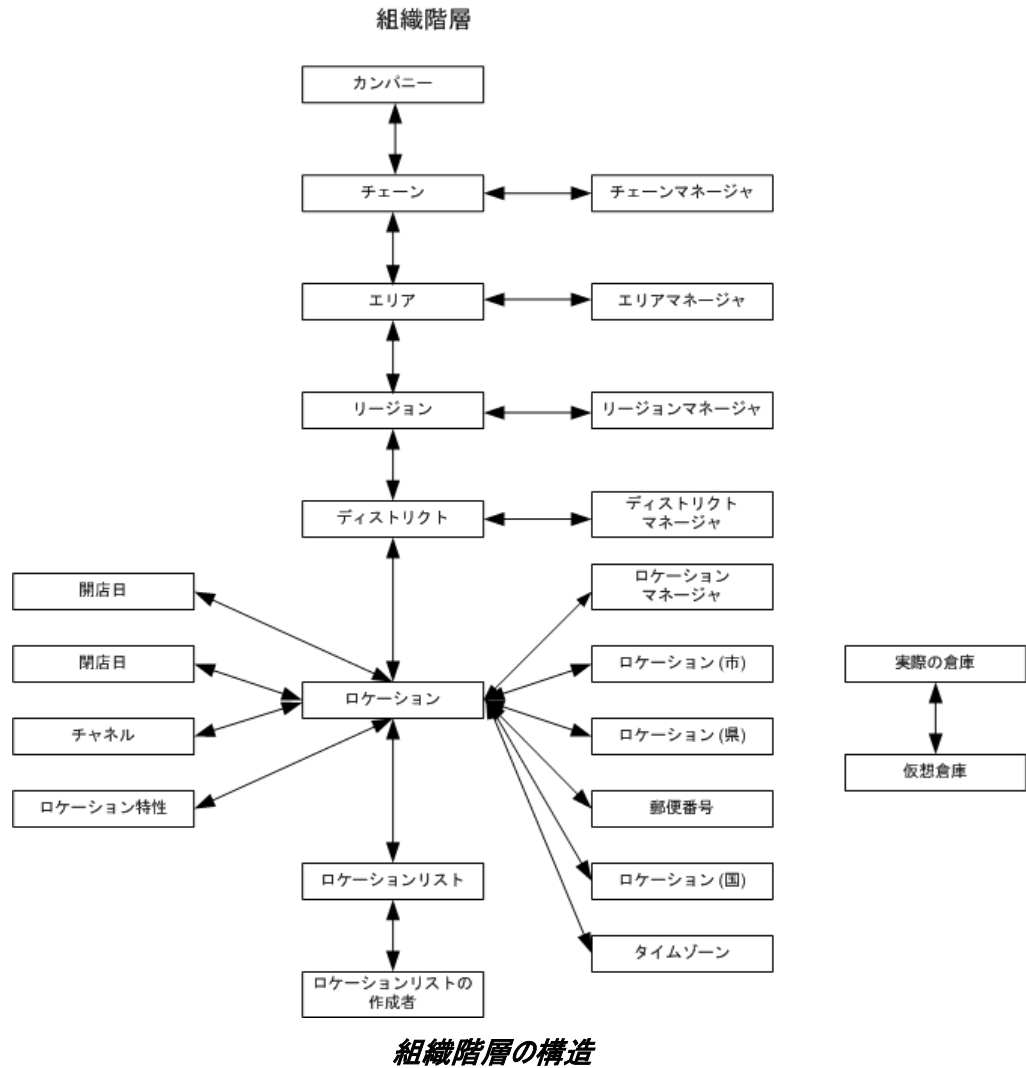 組織階層
カンパニー
チェーン
チェーンマネージャ
エリア
エリアマネージャ
リージョン
リージョンマネージャ
ディストリクト
ディストリクト
マネージャ
開店日
ロケーション
マネージャ
閉店日
ロケーション (市)
実際の倉庫
ロケーション
チャネル
ロケーション (県)
仮想倉庫
ロケーション特性
郵便番号
ロケーションリスト
ロケーション (国)
タイムゾーン
ロケーションリストの
作成者
組織階層の構造